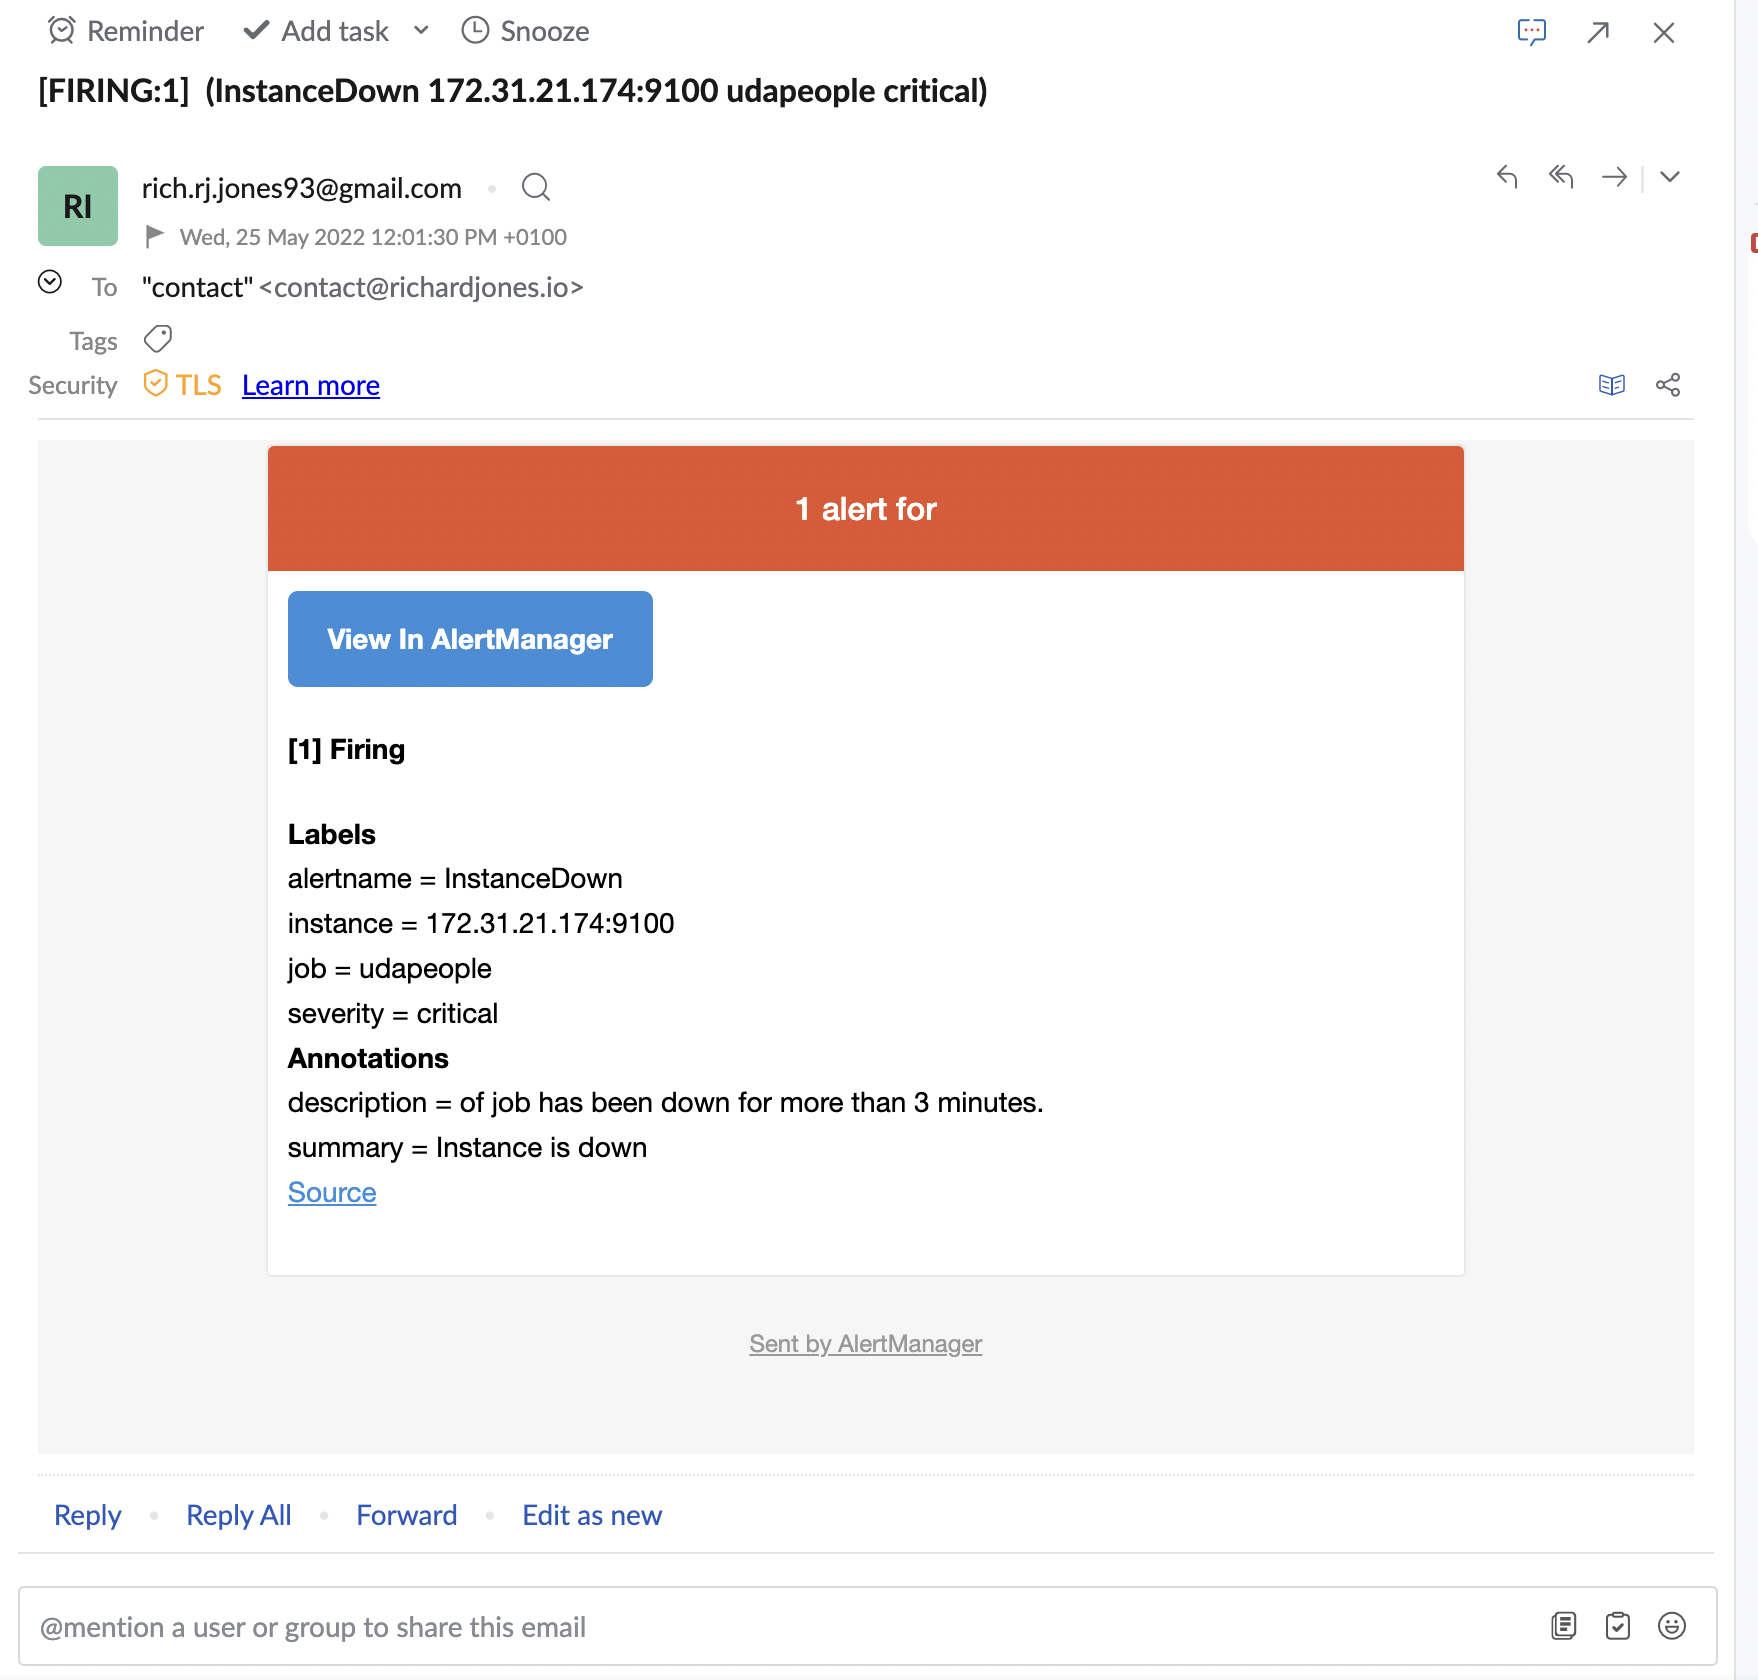 Reminder Add task Snooze
[FIRING:1] (InstanceDown 172.31.21.174:9100 udapeople critical)
RI
rich.rj.jones93@gmail.com
Wed, 25 May 2022 12:01:30 PM +0100
To "contact" <contact@richardjones.io>
Tags
Security TLS Learn more
1 alert for
View In AlertManager
[1] Firing
Labels
alertname = InstanceDown
instance = 172.31.21.174:9100
job = udapeople
severity = critical
Annotations
description = of job has been down for more than 3 minutes.
summary = Instance is down
Source
Sent by AlertManager
Reply Reply All Forward Edit as new
@mention a user or group to share this email